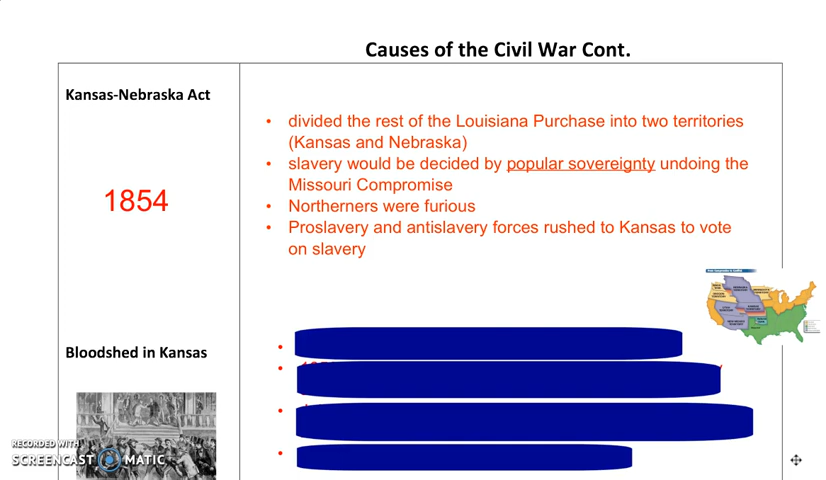 Causes of the Civil War Cont.
Kansas-Nebraska Act
1854
• divided the rest of the Louisiana Purchase into two territories
(Kansas and Nebraska)
• slavery would be decided by popular sovereignty undoing the
Missouri Compromise
• Northerners were furious
• Proslavery and antislavery forces rushed to Kansas to vote
on slavery
Bloodshed in Kansas
RECORDED WITH
SCREENCAST MATIC